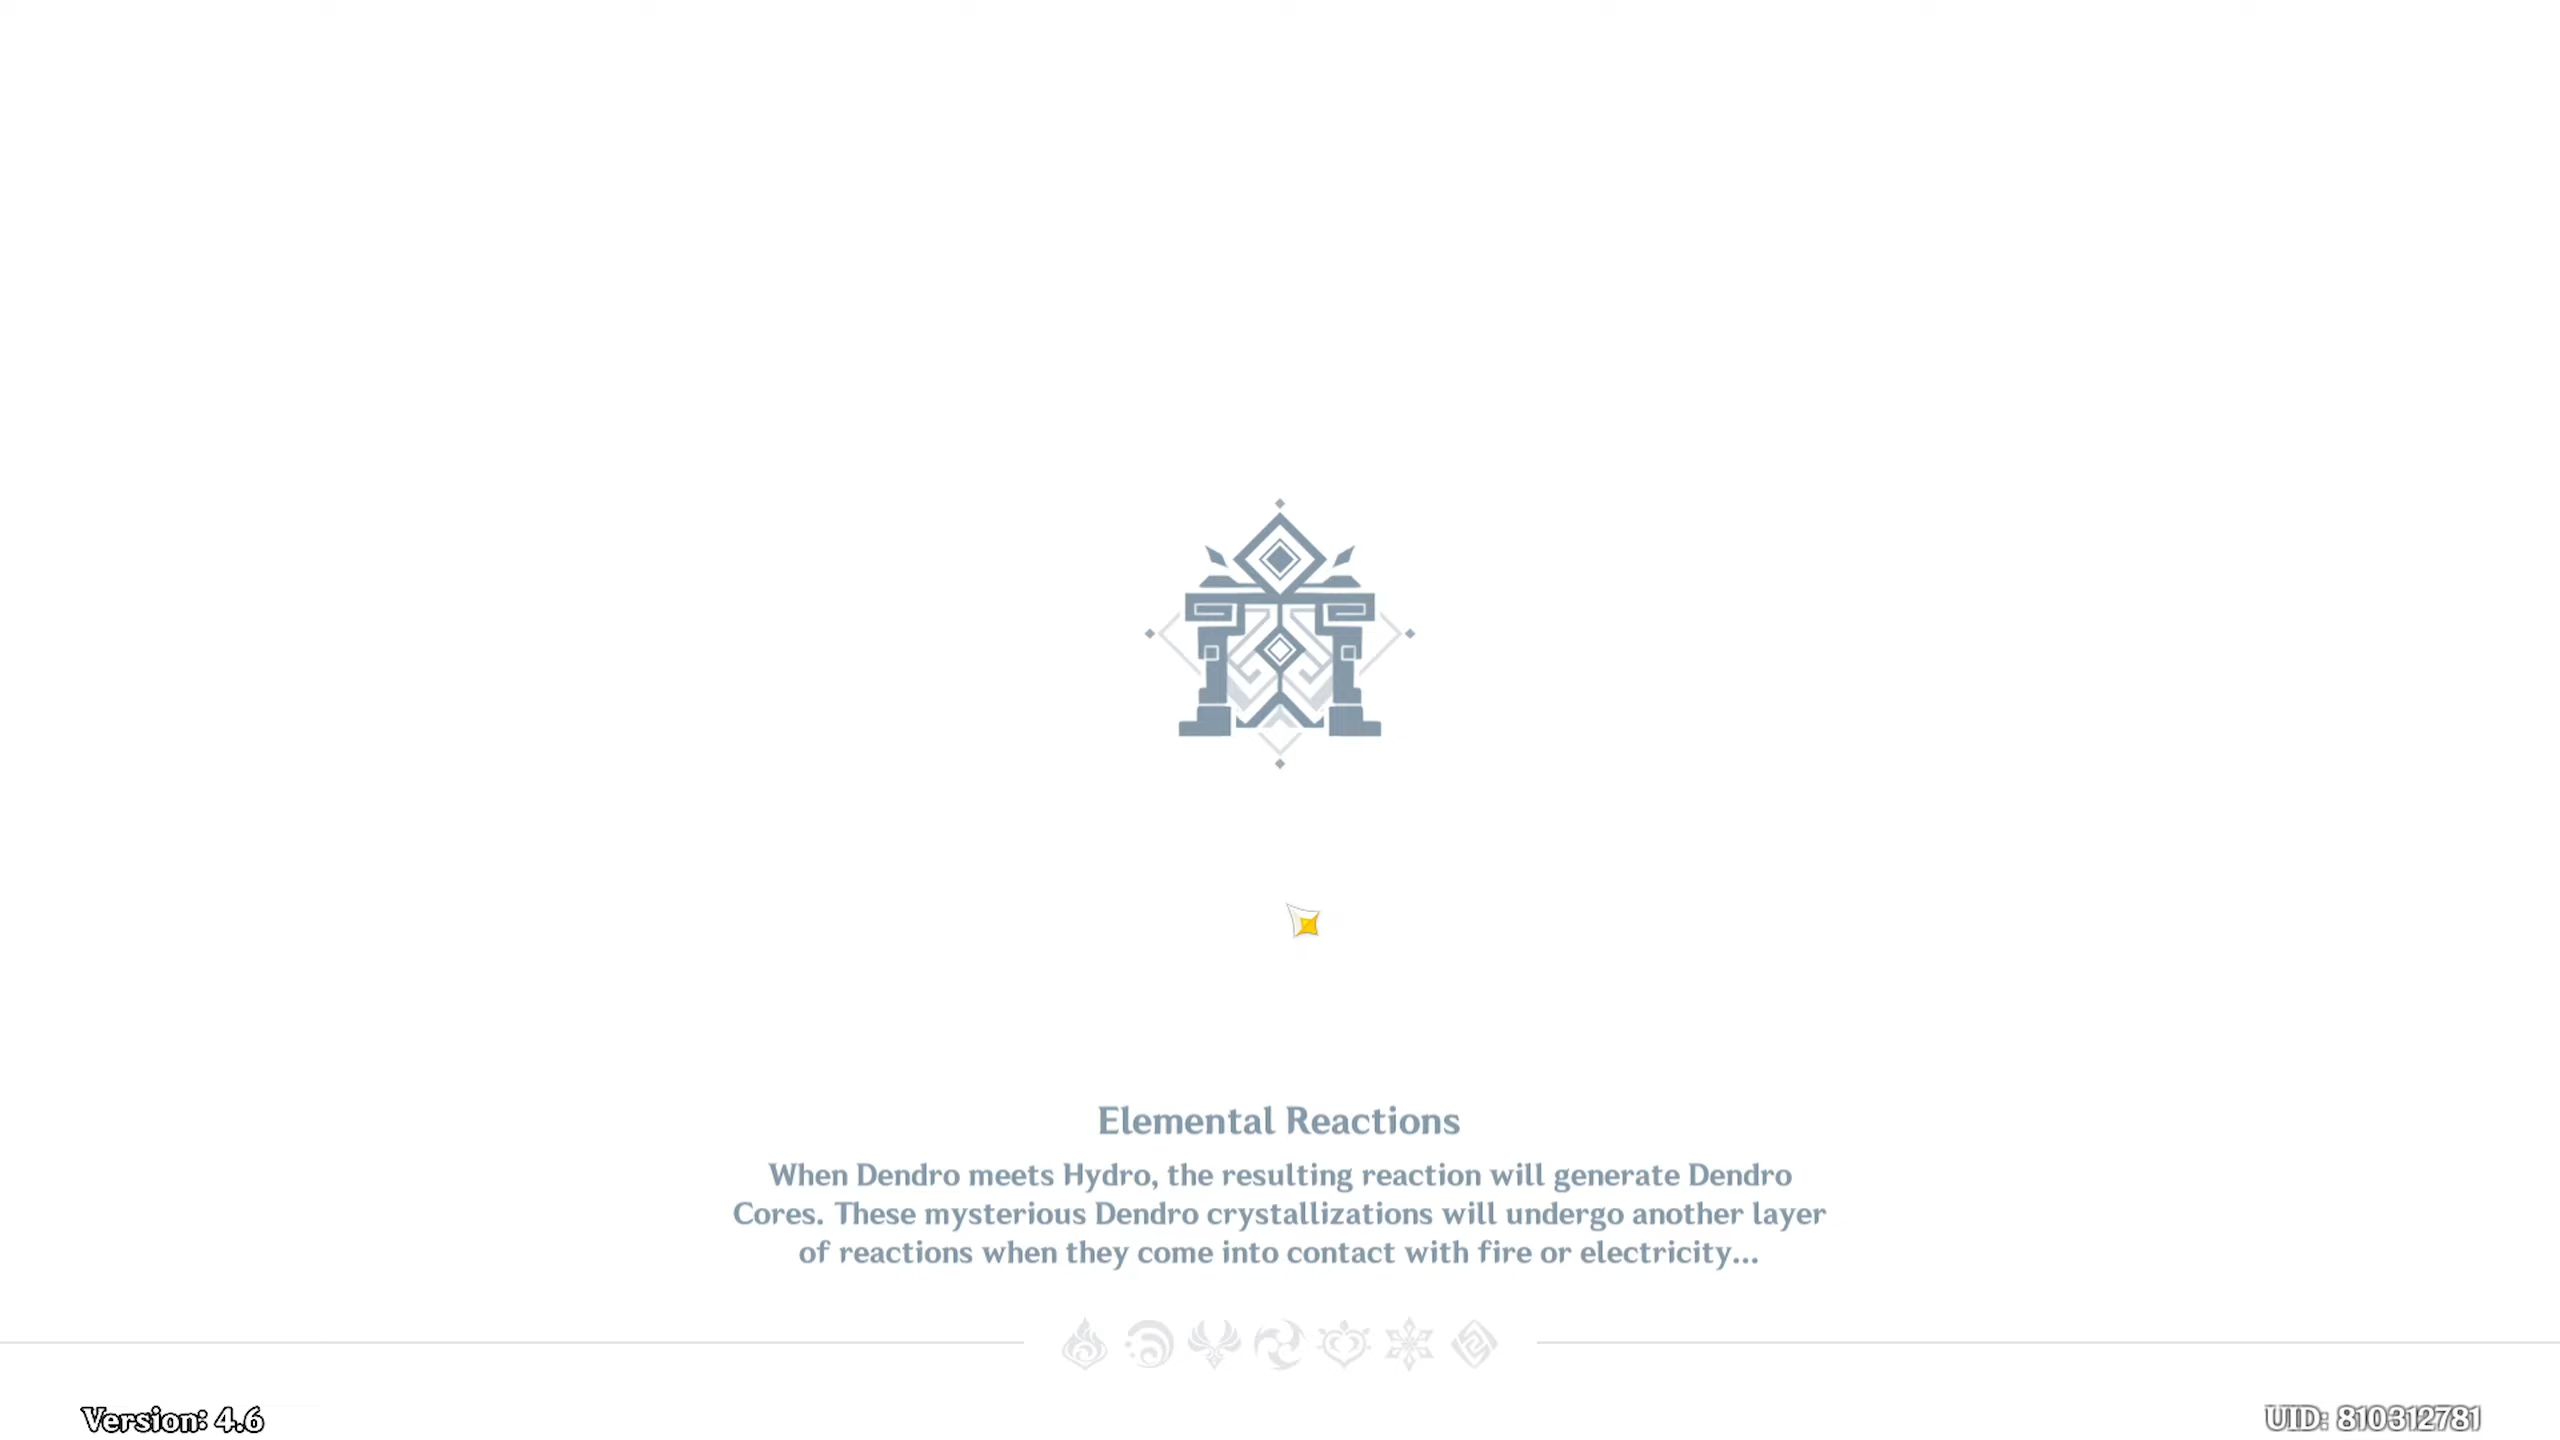 Elemental Reactions
When Dendro meets Hydro, the resulting reaction will generate Dendro
Cores. These mysterious Dendro crystallizations will undergo another layer
of reactions when they come into contact with fire or electricity...
Version: 4.6
UID: 810312781